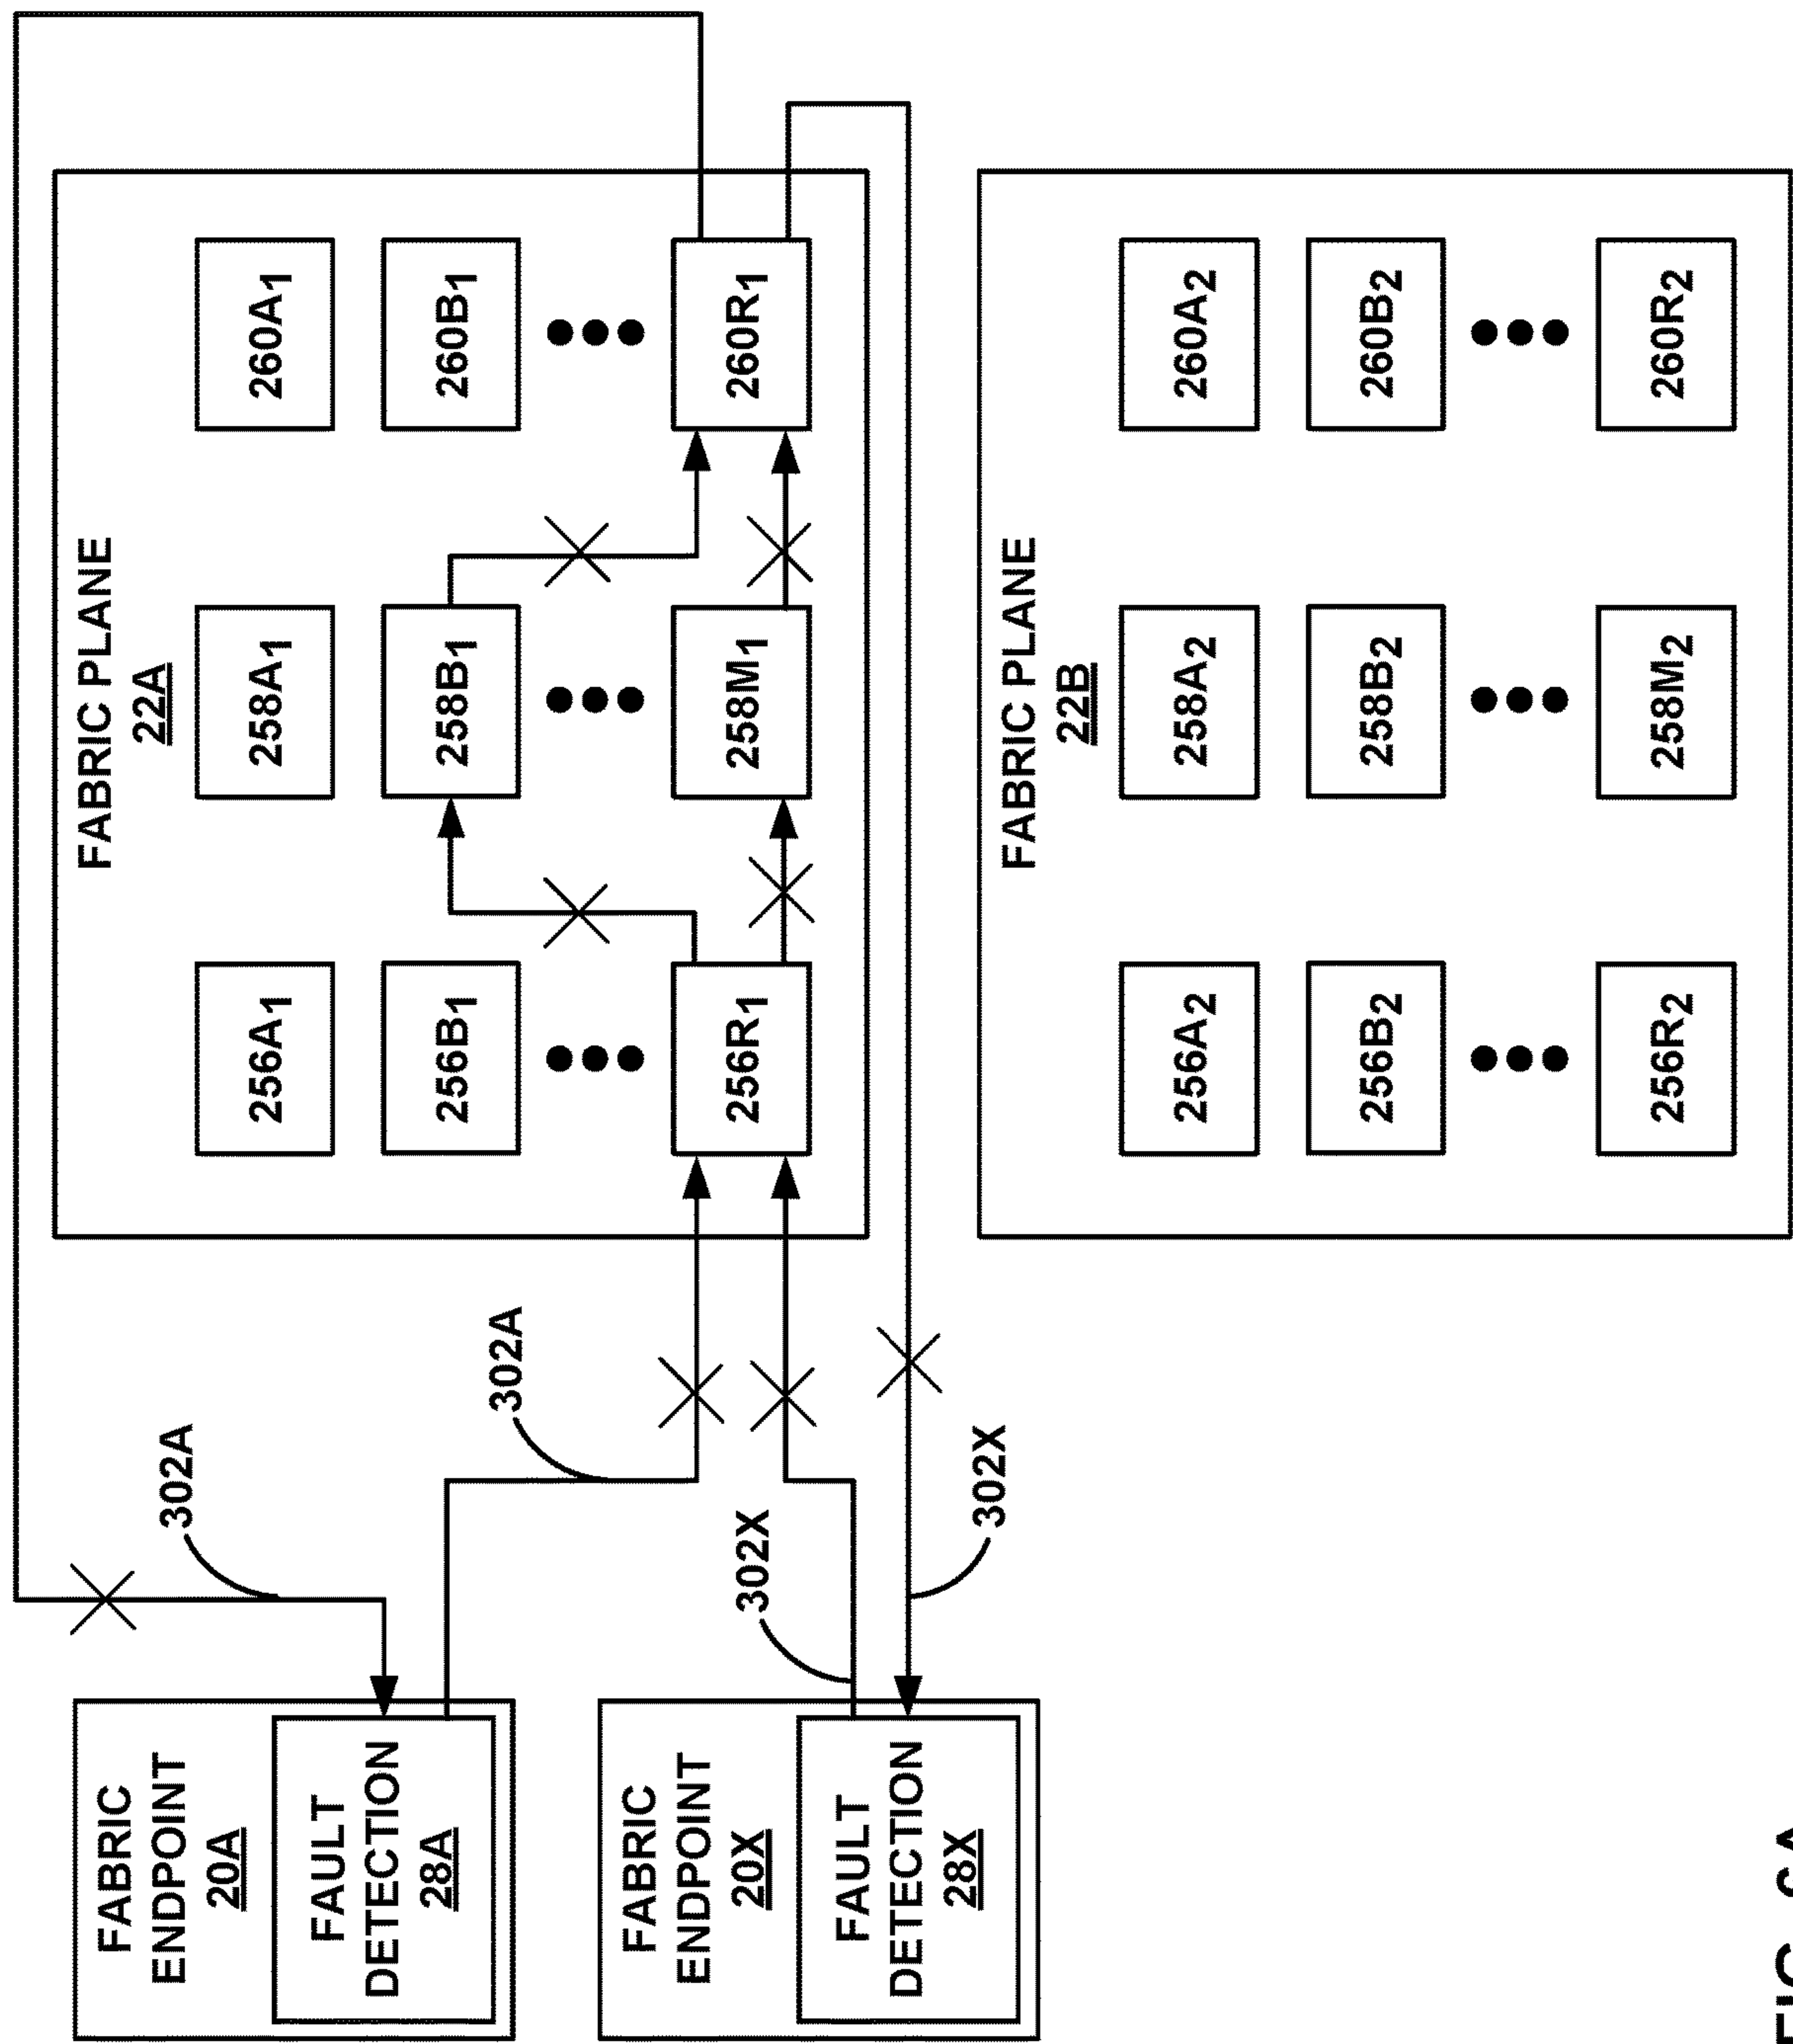 FABRIC
ENDPOINT
20A
FAULT
DETECTION
28A
302A
302A
FABRIC PLANE
22A
256A₁
258A₁
260A₁
256B₁
258B₁
260B₁
256R₁
258M₁
260R₁
FABRIC
ENDPOINT
20X
FAULT
DETECTION
28X
302X
302X
FABRIC PLANE
22B
256A₂
258A₂
260A₂
256B₂
258B₂
260B₂
256R₂
258M₂
260R₂
FIG.